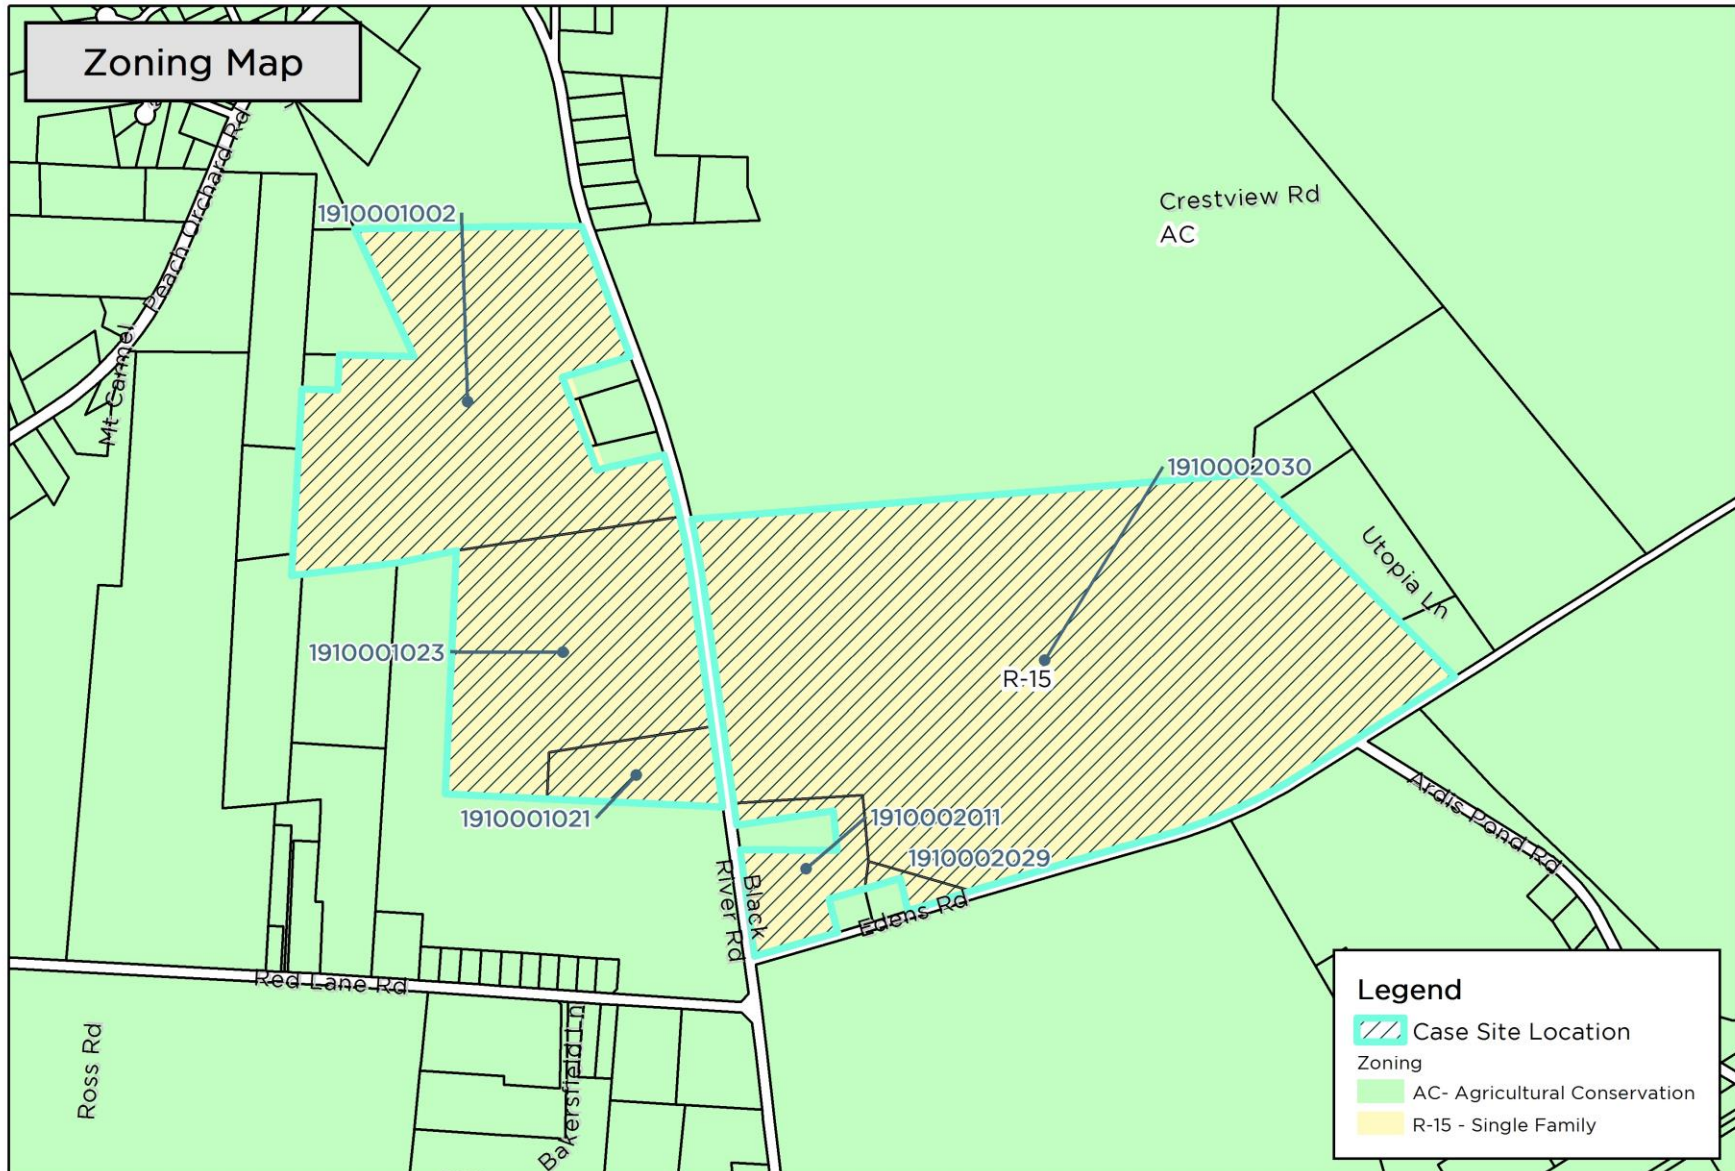 Zoning Map
Peach Orchard Rd
1910001002
Crestview Rd
AC
Mt Carmel
1910002030
Utopia Ln
1910001023
R-15
1910001021
1910002011
1910002029
Ardis Pond Rd
Black
River Rd
Edens Rd
Red Lane Rd
Ross Rd
Bakersfield Ln
Legend
Case Site Location
Zoning
AC- Agricultural Conservation
R-15 - Single Family